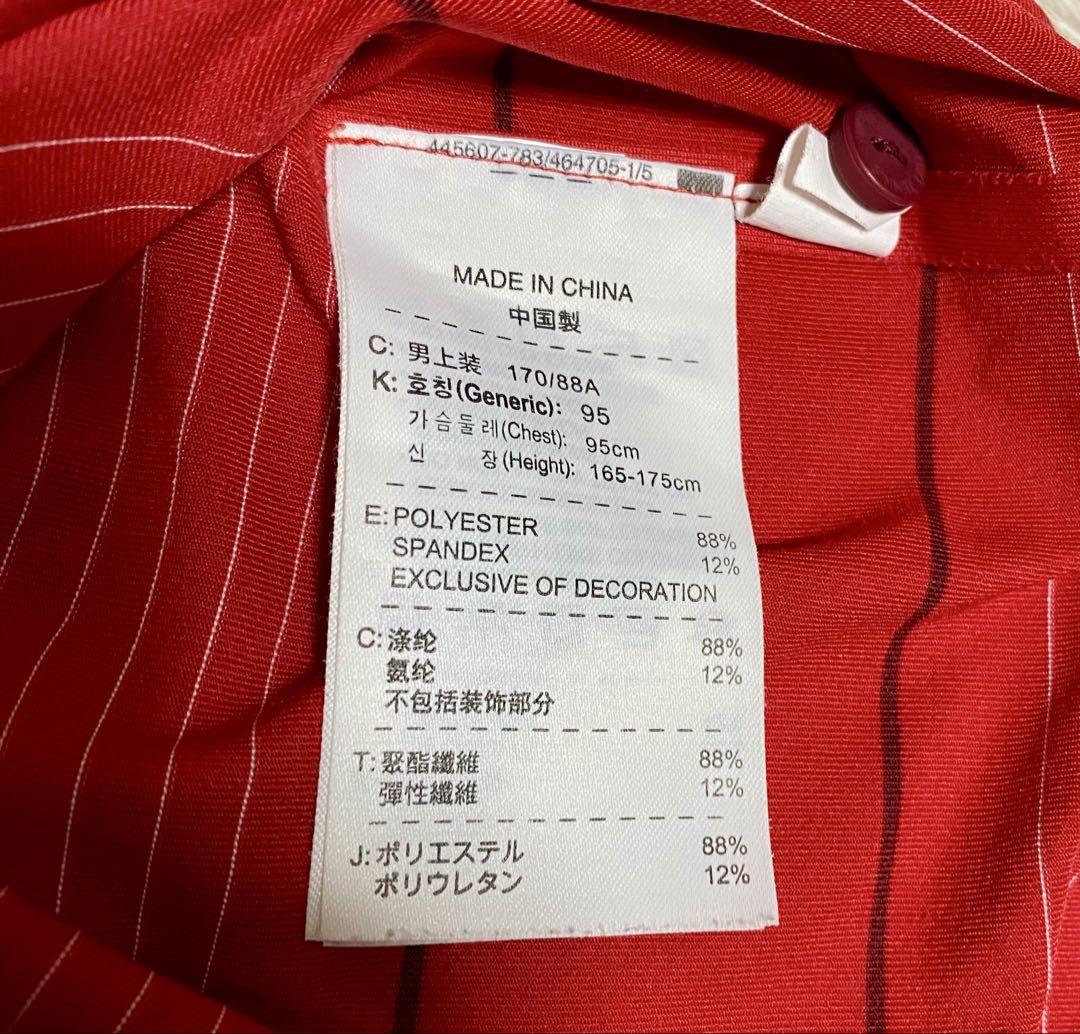 445607-783/464705-1/5
MADE IN CHINA
中国製
C: 男上装 170/88A
K: 호칭(Generic): 95
가슴둘레(Chest): 95cm
신 장(Height): 165-175cm
E: POLYESTER 88%
SPANDEX 12%
EXCLUSIVE OF DECORATION
C: 涤纶 88%
氨纶 12%
不包括装饰部分
T: 聚酯纖維 88%
彈性纖維 12%
J: ポリエステル 88%
ポリウレタン 12%